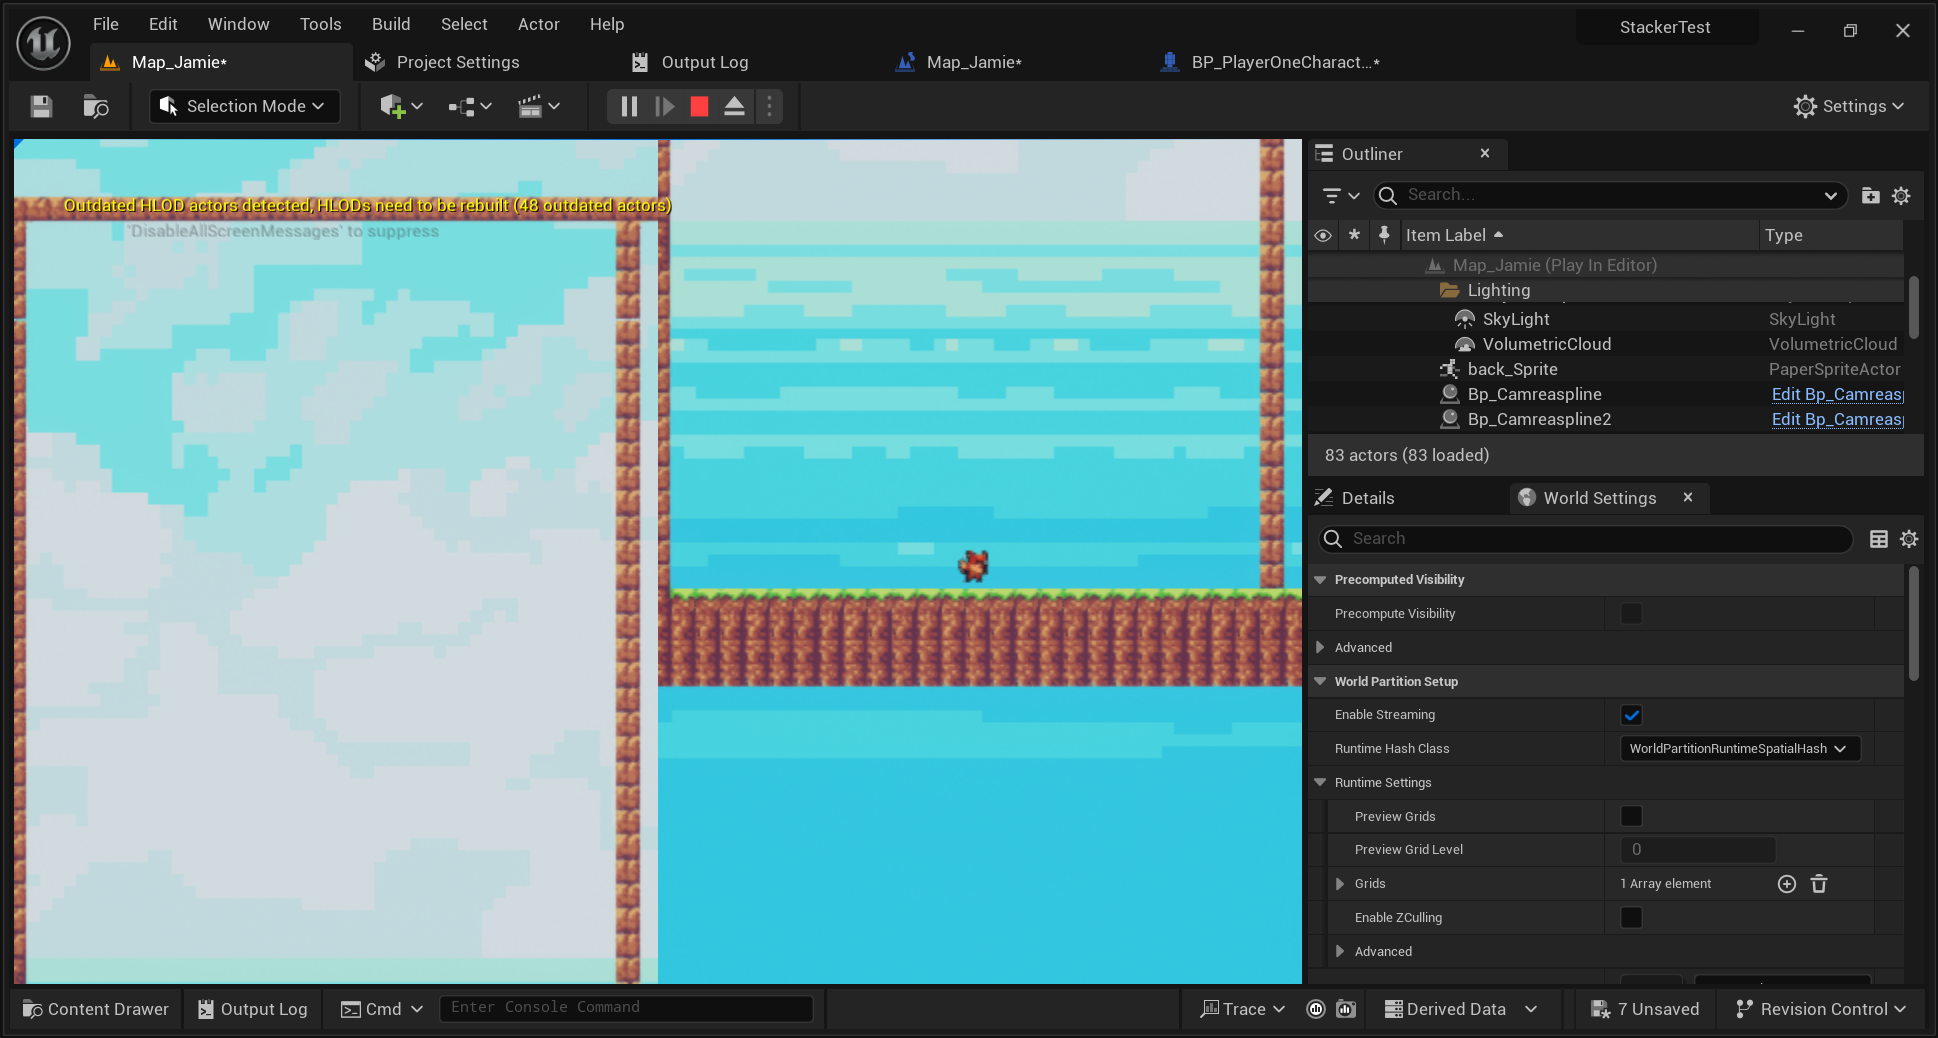 File Edit Window Tools Build Select Actor Help
StackerTest
Map_Jamie*
Project Settings
Output Log
Map_Jamie*
BP_PlayerOneCharact...*
Selection Mode
Settings
Outdated HLOD actors detected, HLODs need to be rebuilt (48 outdated actors)
'DisableAllScreenMessages' to suppress
Outliner
Search...
Item Label
Type
Map_Jamie (Play In Editor)
Lighting
SkyLight SkyLight
VolumetricCloud VolumetricCloud
back_Sprite PaperSpriteActor
Bp_Camreaspline Edit Bp_Camreas
Bp_Camreaspline2 Edit Bp_Camreas
83 actors (83 loaded)
Details
World Settings
Search
Precomputed Visibility
Precompute Visibility
Advanced
World Partition Setup
Enable Streaming
Runtime Hash Class WorldPartitionRuntimeSpatialHash
Runtime Settings
Preview Grids
Preview Grid Level 0
Grids 1 Array element
Enable ZCulling
Advanced
Content Drawer
Output Log
Cmd
Enter Console Command
Trace
Derived Data
7 Unsaved
Revision Control